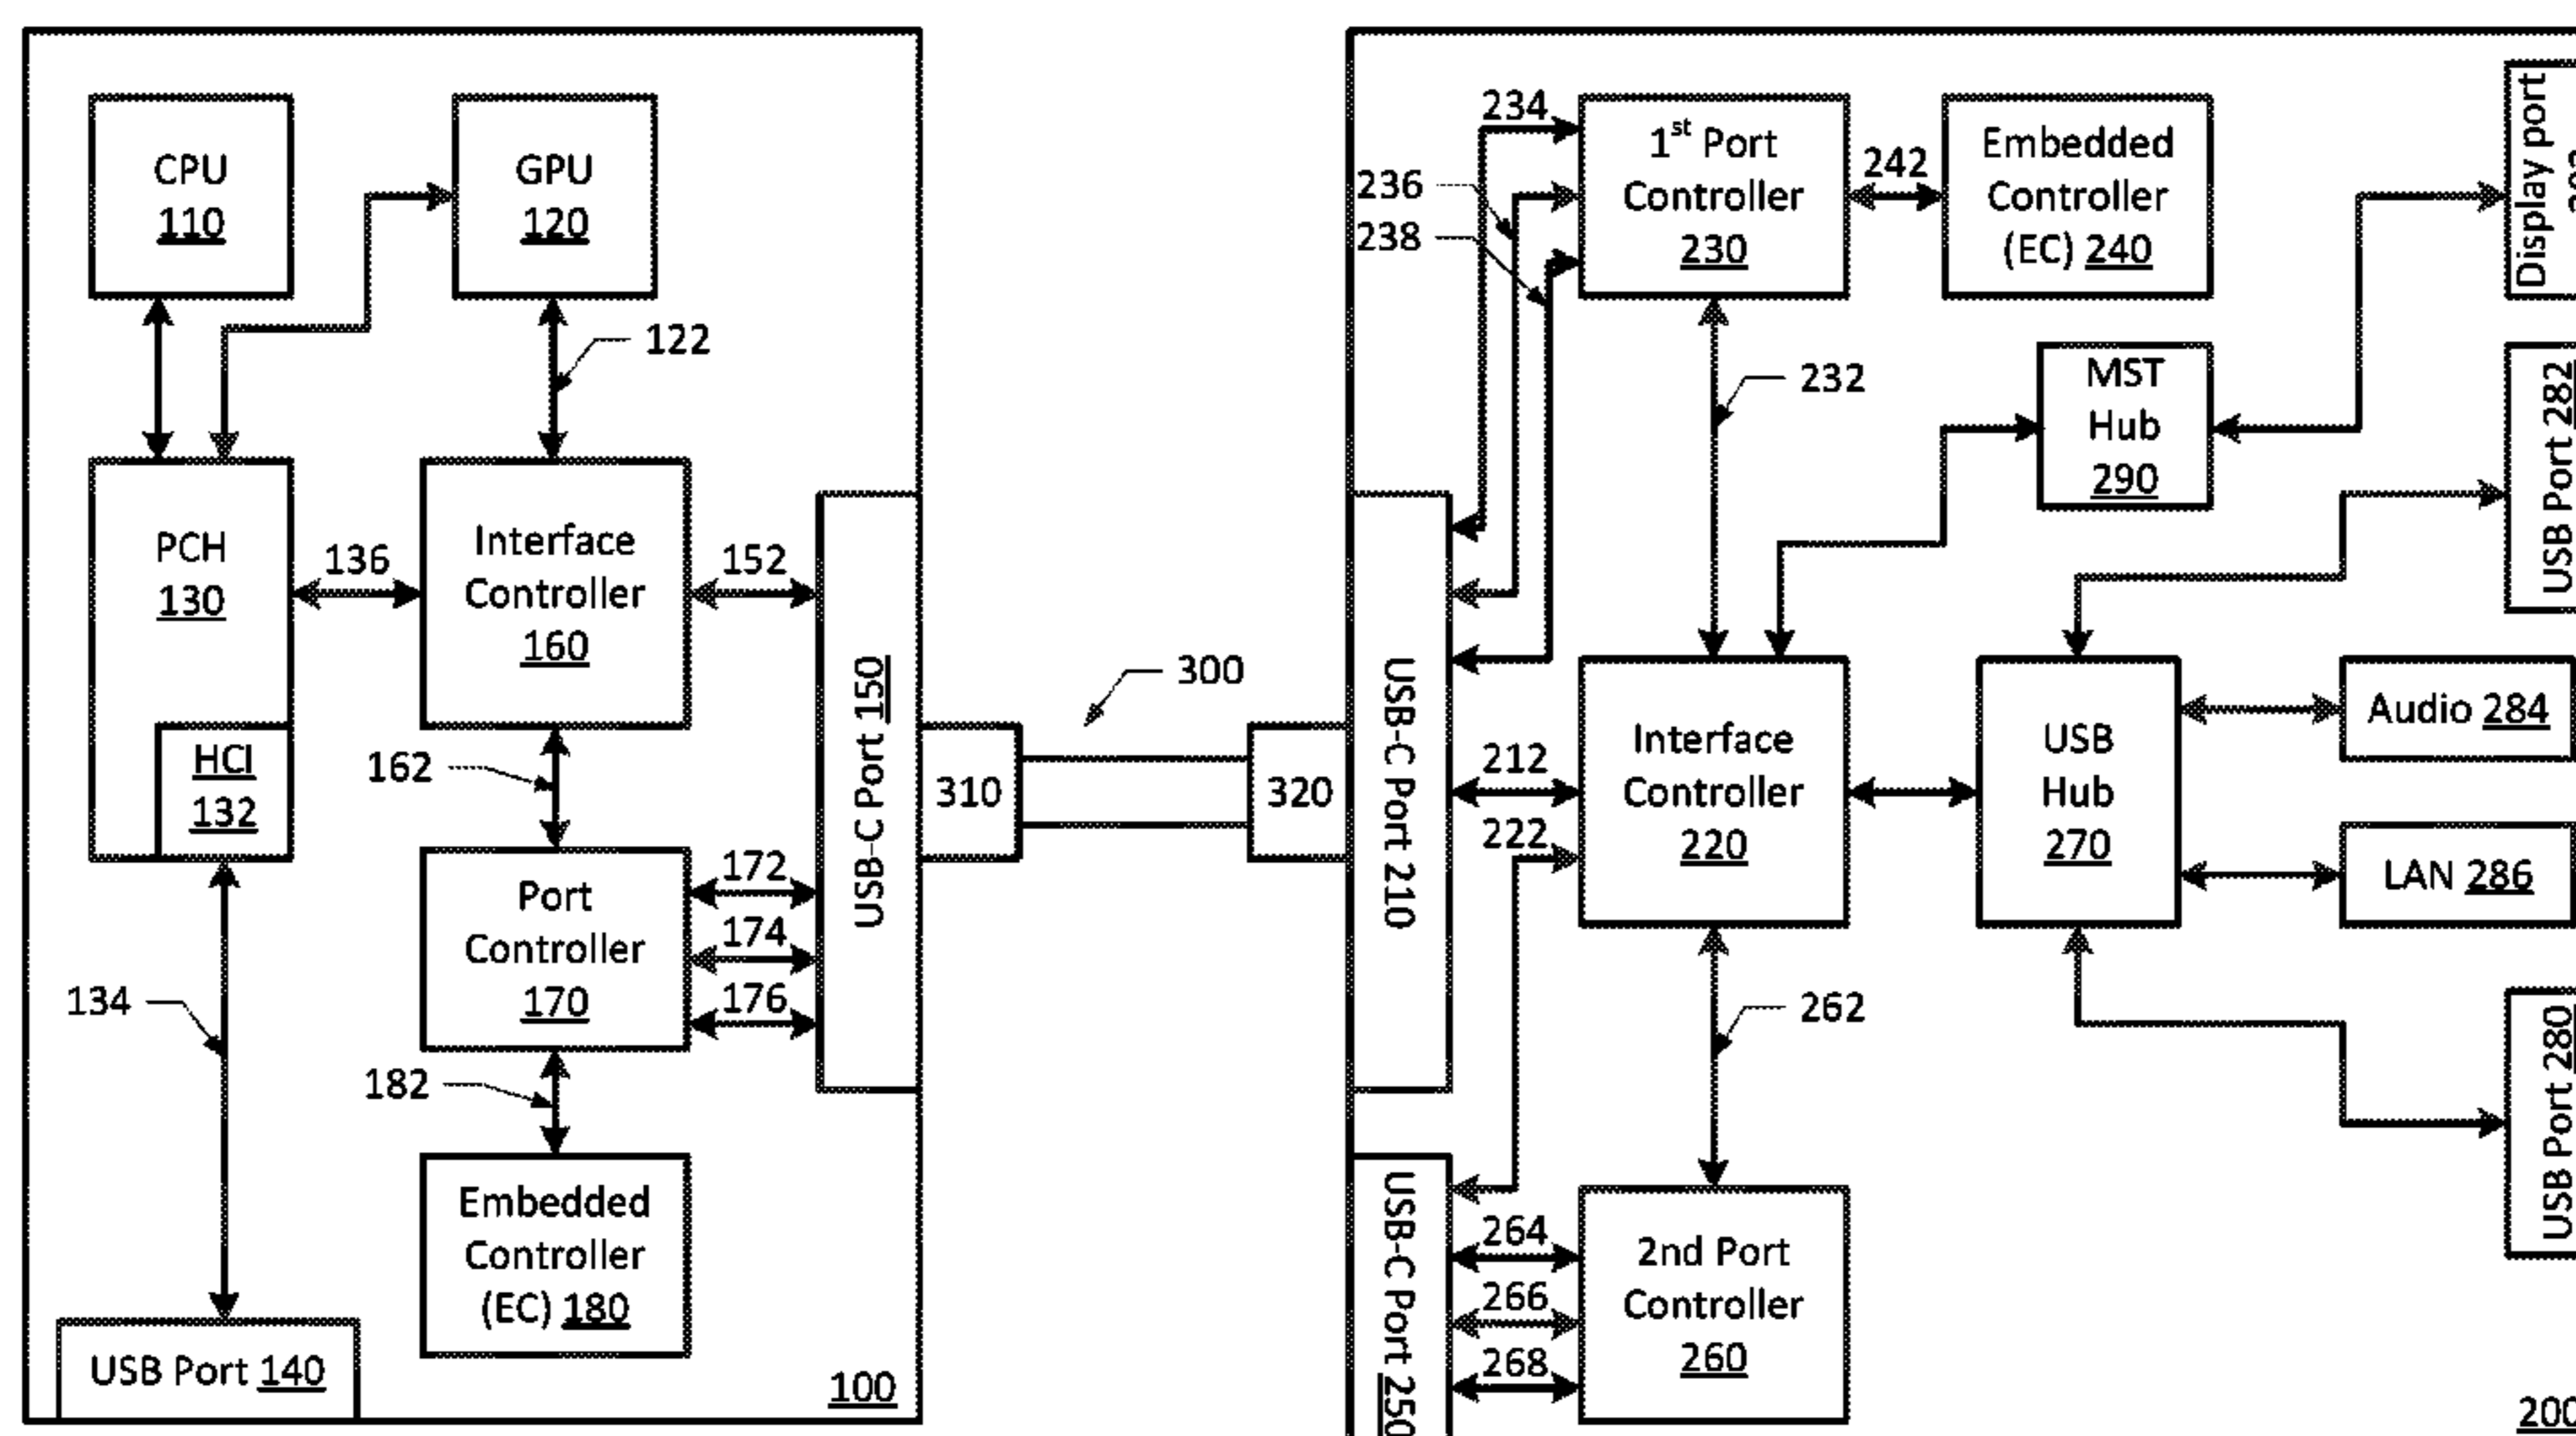 CPU
110
GPU
120
122
PCH
130
136
Interface
Controller
160
152
HCI
132
162
Port
Controller
170
172
174
176
USB-C Port 150
134
182
Embedded
Controller
(EC) 180
USB Port 140
100
300
310
320
234
236
238
1st Port
Controller
230
242
Embedded
Controller
(EC) 240
Display port
232
MST
Hub
290
USB Port 282
USB-C Port 210
212
222
Interface
Controller
220
USB
Hub
270
Audio 284
LAN 286
262
USB Port 280
USB-C Port 250
264
266
268
2nd Port
Controller
260
200